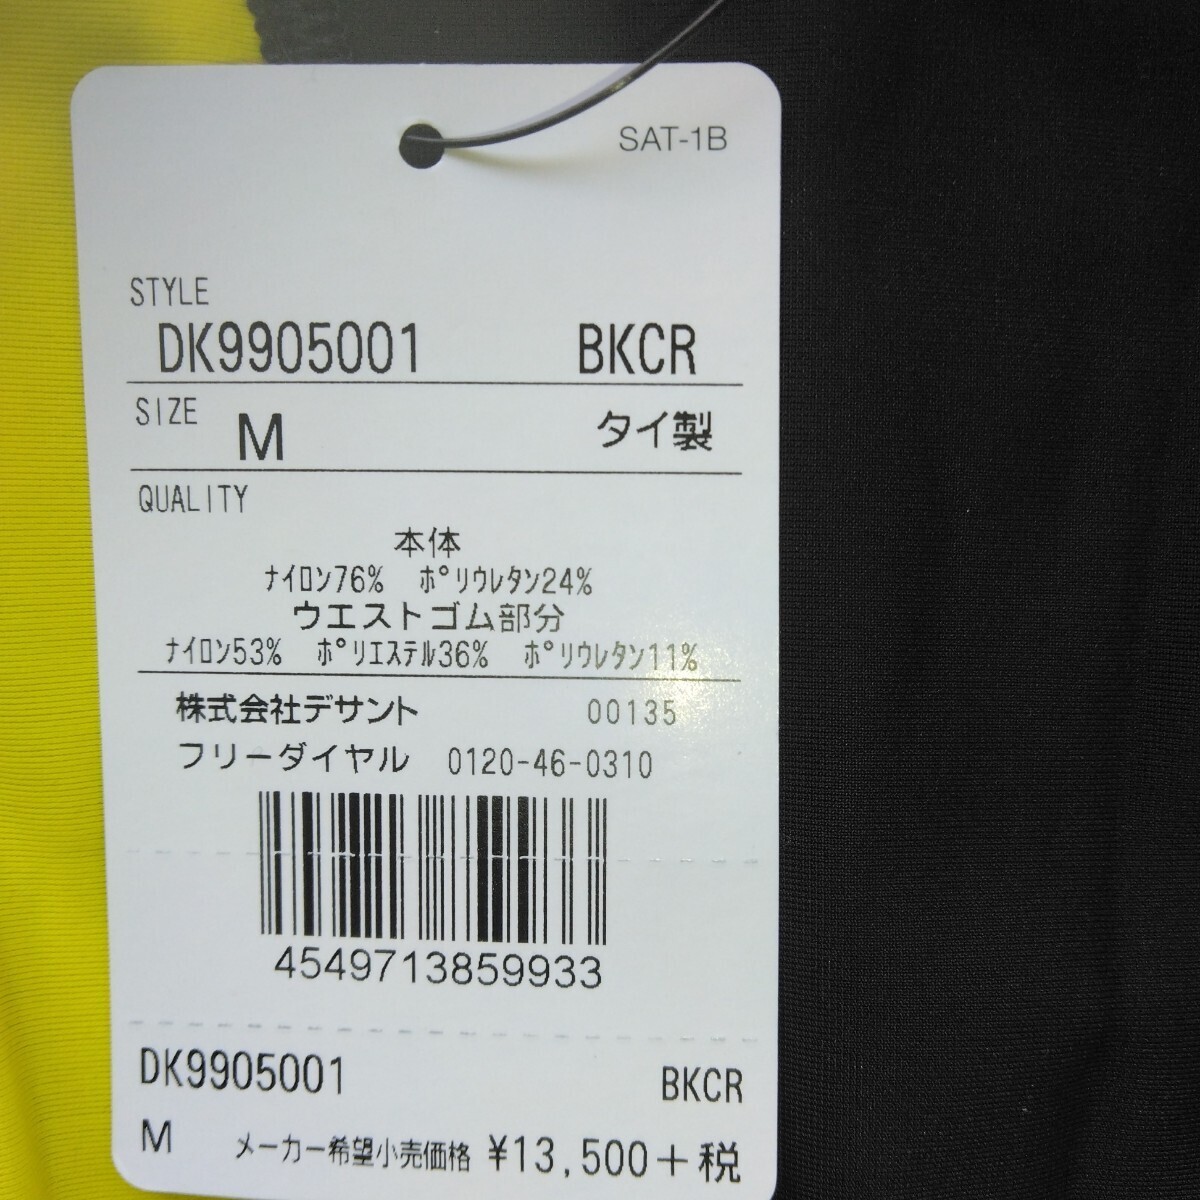 SAT-1B
STYLE
DK9905001 BKCR
SIZE M タイ製
QUALITY
本体
ﾅｲﾛﾝ76% ﾎﾟﾘｳﾚﾀﾝ24%
ウエストゴム部分
ﾅｲﾛﾝ53% ﾎﾟﾘｴｽﾃﾙ36% ﾎﾟﾘｳﾚﾀﾝ11%
株式会社デサント 00135
フリーダイヤル 0120-46-0310
4549713859933
DK9905001 BKCR
M メーカー希望小売価格 ¥13,500+税